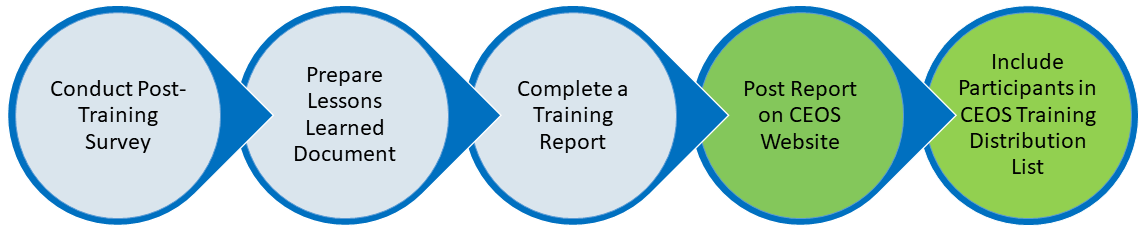 Conduct Post-
Training
Survey
Prepare
Lessons
Learned
Document
Complete a
Training
Report
Post Report
on CEOS
Website
Include
Participants in
CEOS Training
Distribution
List